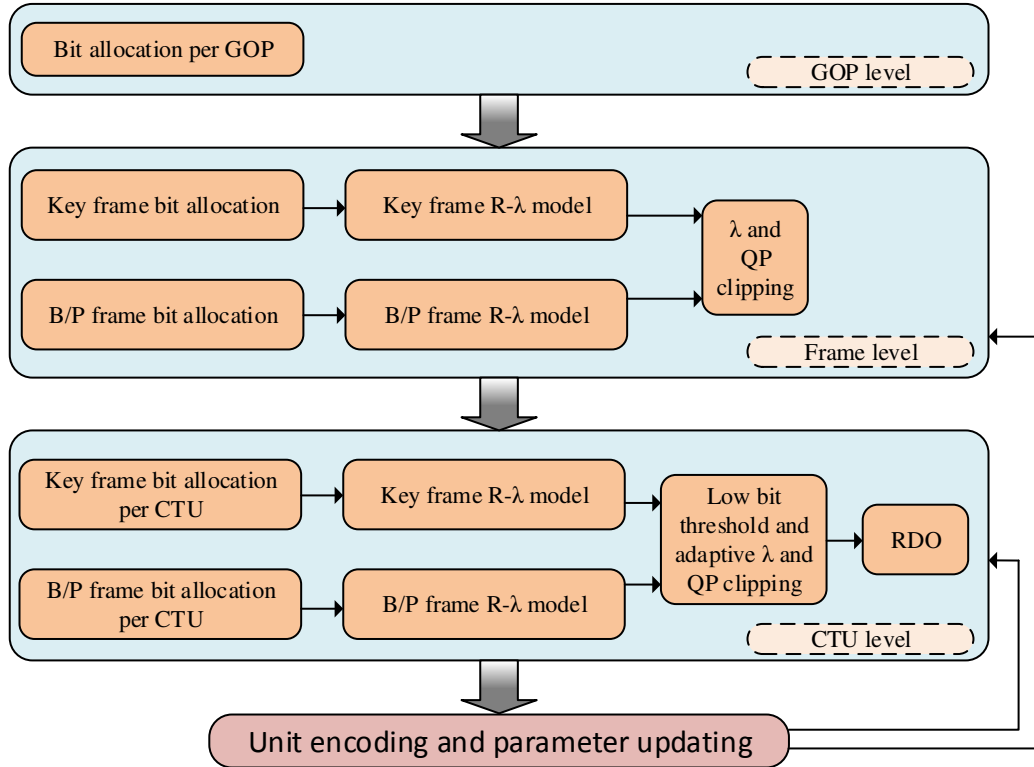 Bit allocation per GOP
GOP level
Key frame bit allocation
Key frame R-λ model
λ and
QP
clipping
B/P frame bit allocation
B/P frame R-λ model
Frame level
Key frame bit allocation
per CTU
Key frame R-λ model
Low bit
threshold and
adaptive λ and
QP clipping
RDO
B/P frame bit allocation
per CTU
B/P frame R-λ model
CTU level
Unit encoding and parameter updating